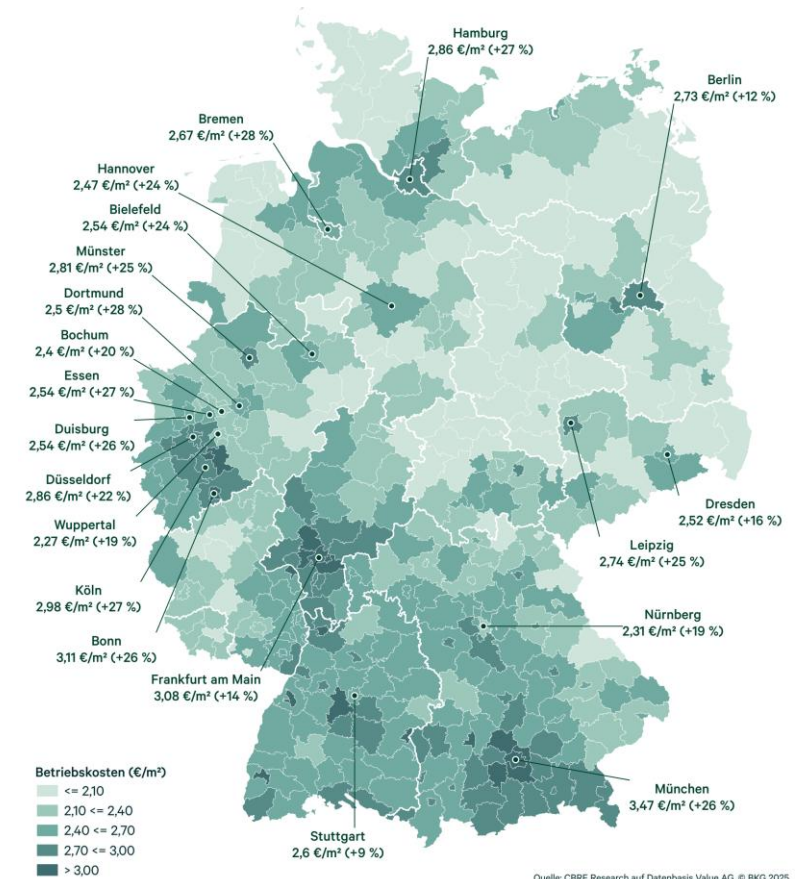 Hamburg
2,86 €/m² (+27 %)
Berlin
2,73 €/m² (+12 %)
Bremen
2,67 €/m² (+28 %)
Hannover
2,47 €/m² (+24 %)
Bielefeld
2,54 €/m² (+24 %)
Münster
2,81 €/m² (+25 %)
Dortmund
2,5 €/m² (+28 %)
Bochum
2,4 €/m² (+20 %)
Essen
2,54 €/m² (+27 %)
Duisburg
2,54 €/m² (+26 %)
Düsseldorf
2,86 €/m² (+22 %)
Wuppertal
2,27 €/m² (+19 %)
Köln
2,98 €/m² (+27 %)
Bonn
3,11 €/m² (+26 %)
Frankfurt am Main
3,08 €/m² (+14 %)
Dresden
2,52 €/m² (+16 %)
Leipzig
2,74 €/m² (+25 %)
Nürnberg
2,31 €/m² (+19 %)
München
3,47 €/m² (+26 %)
Stuttgart
2,6 €/m² (+9 %)
Betriebskosten (€/m²)
<= 2,10
2,10 <= 2,40
2,40 <= 2,70
2,70 <= 3,00
> 3,00
Quelle: CBRE Research auf Datenbasis Value AG, © BKG 2025